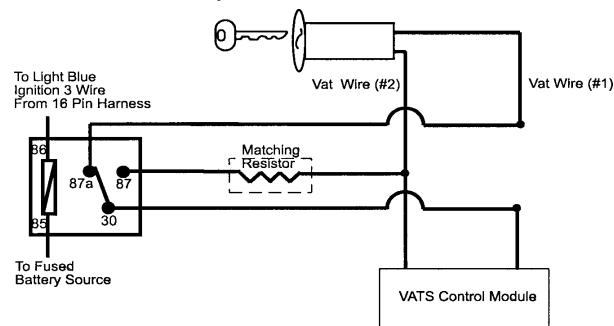 Vat Wire (#2)
Vat Wire (#1)
To Light Blue
Ignition 3 Wire
From 16 Pin Harness
86
87a
87
Matching
Resistor
85
30
To Fused
Battery Source
VATS Control Module